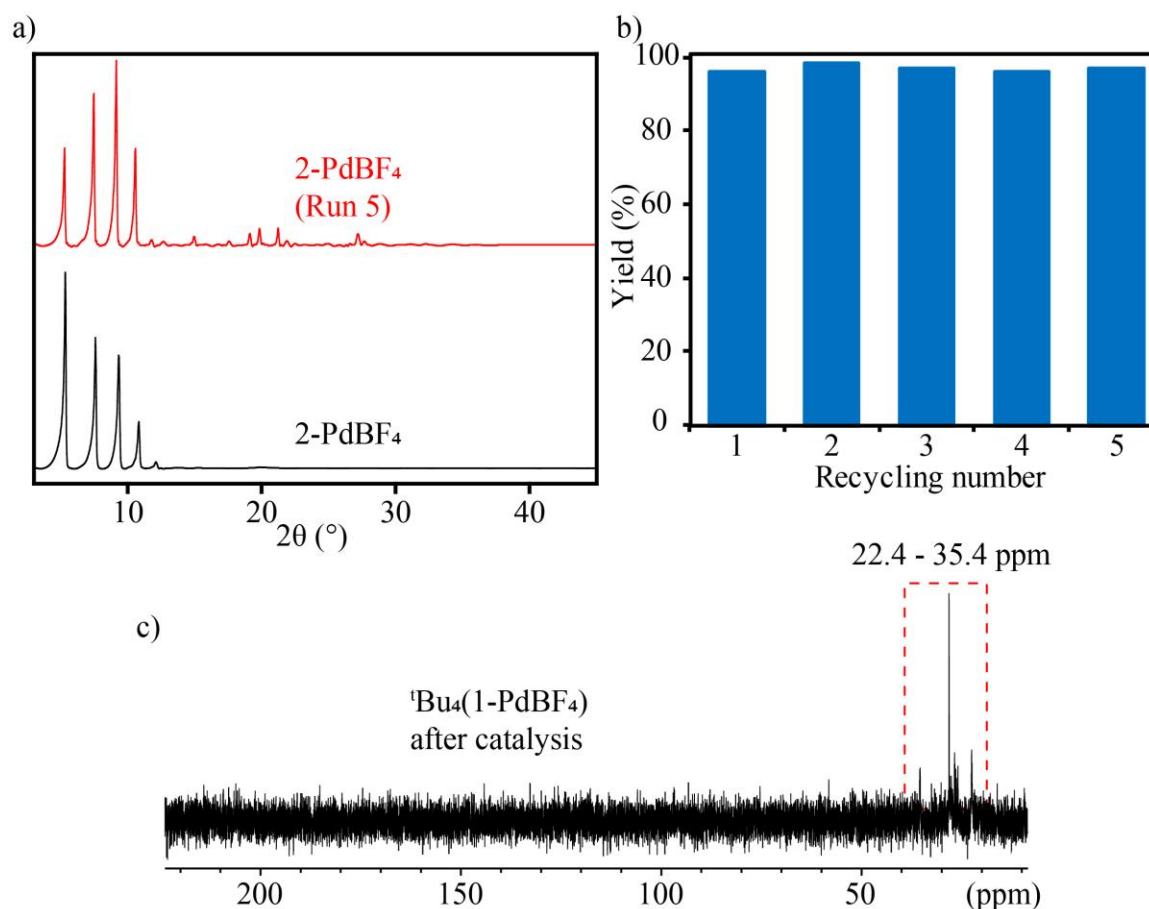 a)
2-PdBF₄
(Run 5)
2-PdBF₄
10 20 30 40
2θ (°)
b)
100
80
60
40
20
0
Yield (%)
1 2 3 4 5
Recycling number
22.4 - 35.4 ppm
c)
ᵗBu₄(1-PdBF₄)
after catalysis
200 150 100 50 (ppm)